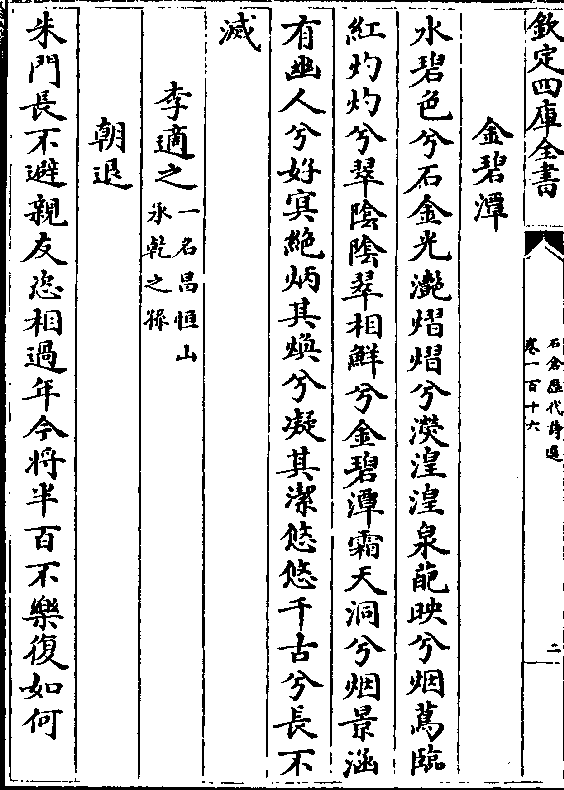 欽定四庫全書
石倉歷代詩選
卷一百十六
二
金碧潭
水碧色兮石金光灔熠熠兮濙湟湟泉葩映兮烟蔦臨
紅灼灼兮翠陰陰翠相鮮兮金碧潭霜天洞兮烟景涵
有幽人兮好冥絶炳其煥兮凝其潔悠悠千古兮長不
滅
李適之一名昌恒山
承乾之孫
朝退
朱門長不避親友恣相過年今將半百不樂復如何